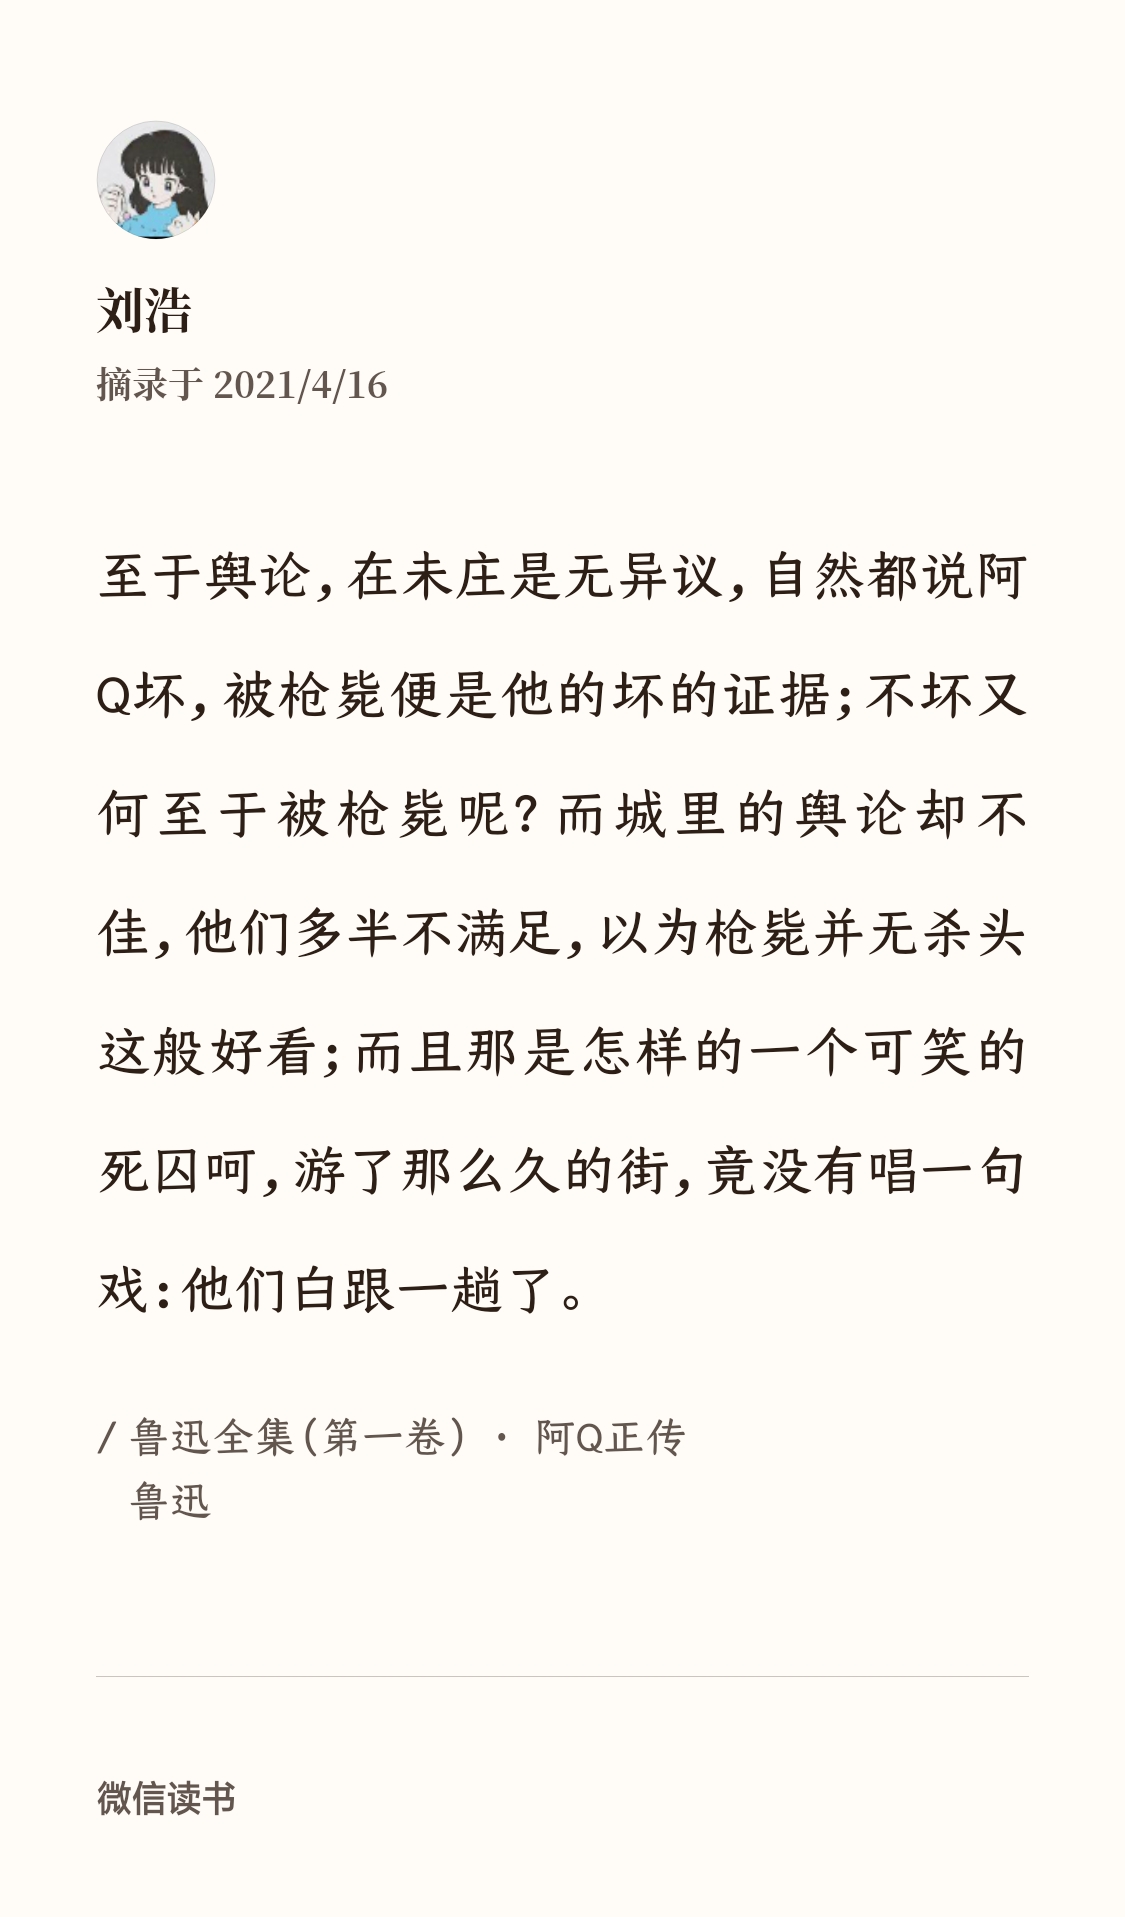 刘浩
摘录于 2021/4/16
至于舆论，在未庄是无异议，自然都说阿
Q坏，被枪毙便是他的坏的证据；不坏又
何至于被枪毙呢？而城里的舆论却不
佳，他们多半不满足，以为枪毙并无杀头
这般好看；而且那是怎样的一个可笑的
死囚呵，游了那么久的街，竟没有唱一句
戏：他们白跟一趟了。
/ 鲁迅全集（第一卷） · 阿Q正传
鲁迅
微信读书